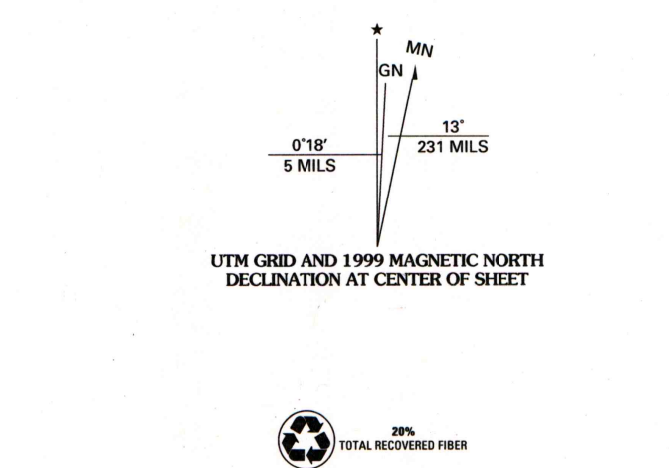 ★
MN
GN
0°18′
5 MILS
13°
231 MILS
UTM GRID AND 1999 MAGNETIC NORTH
DECLINATION AT CENTER OF SHEET
20%
TOTAL RECOVERED FIBER